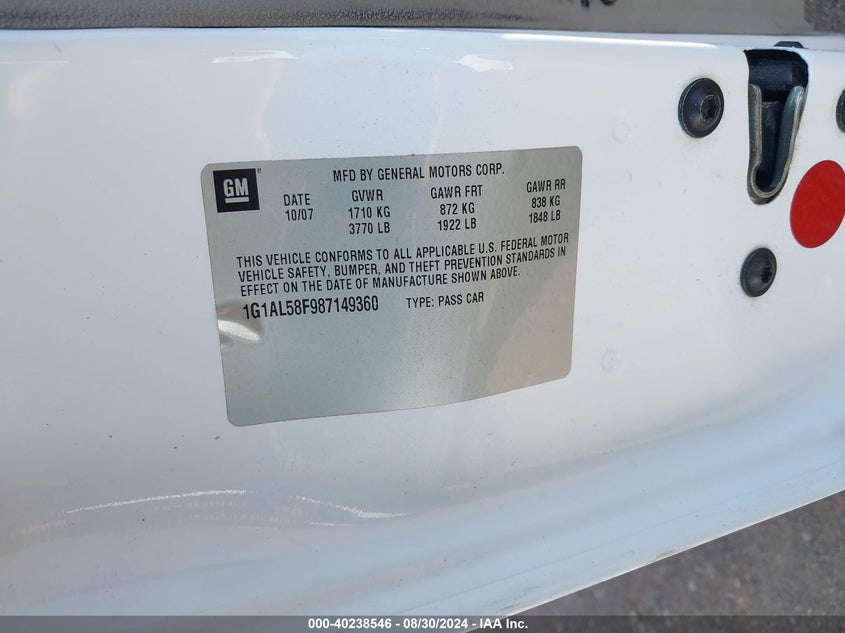 GM
MFD BY GENERAL MOTORS CORP.
DATE GVWR GAWR FRT GAWR RR
10/07 1710 KG 872 KG 838 KG
3770 LB 1922 LB 1848 LB
THIS VEHICLE CONFORMS TO ALL APPLICABLE U.S. FEDERAL MOTOR
VEHICLE SAFETY, BUMPER, AND THEFT PREVENTION STANDARDS IN
EFFECT ON THE DATE OF MANUFACTURE SHOWN ABOVE.
1G1AL58F987149360 TYPE: PASS CAR
000-40238546 - 08/30/2024 - IAA Inc.